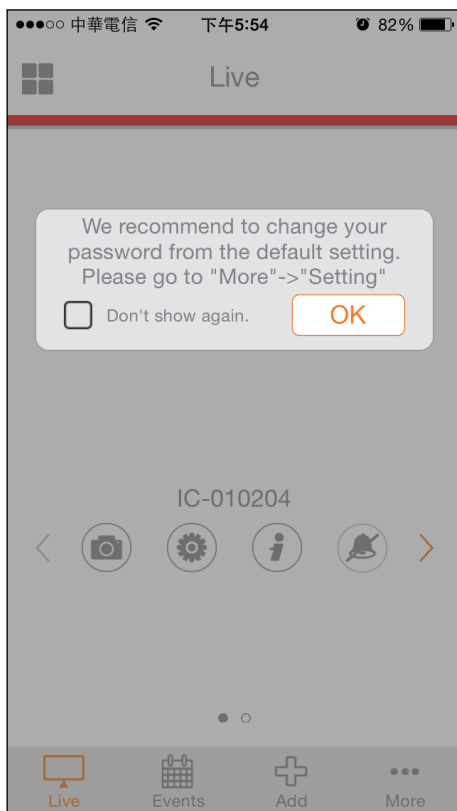 中華電信 下午5:54 82%
Live
We recommend to change your
password from the default setting.
Please go to "More"->"Setting"
Don't show again. OK
IC-010204
Live Events Add More